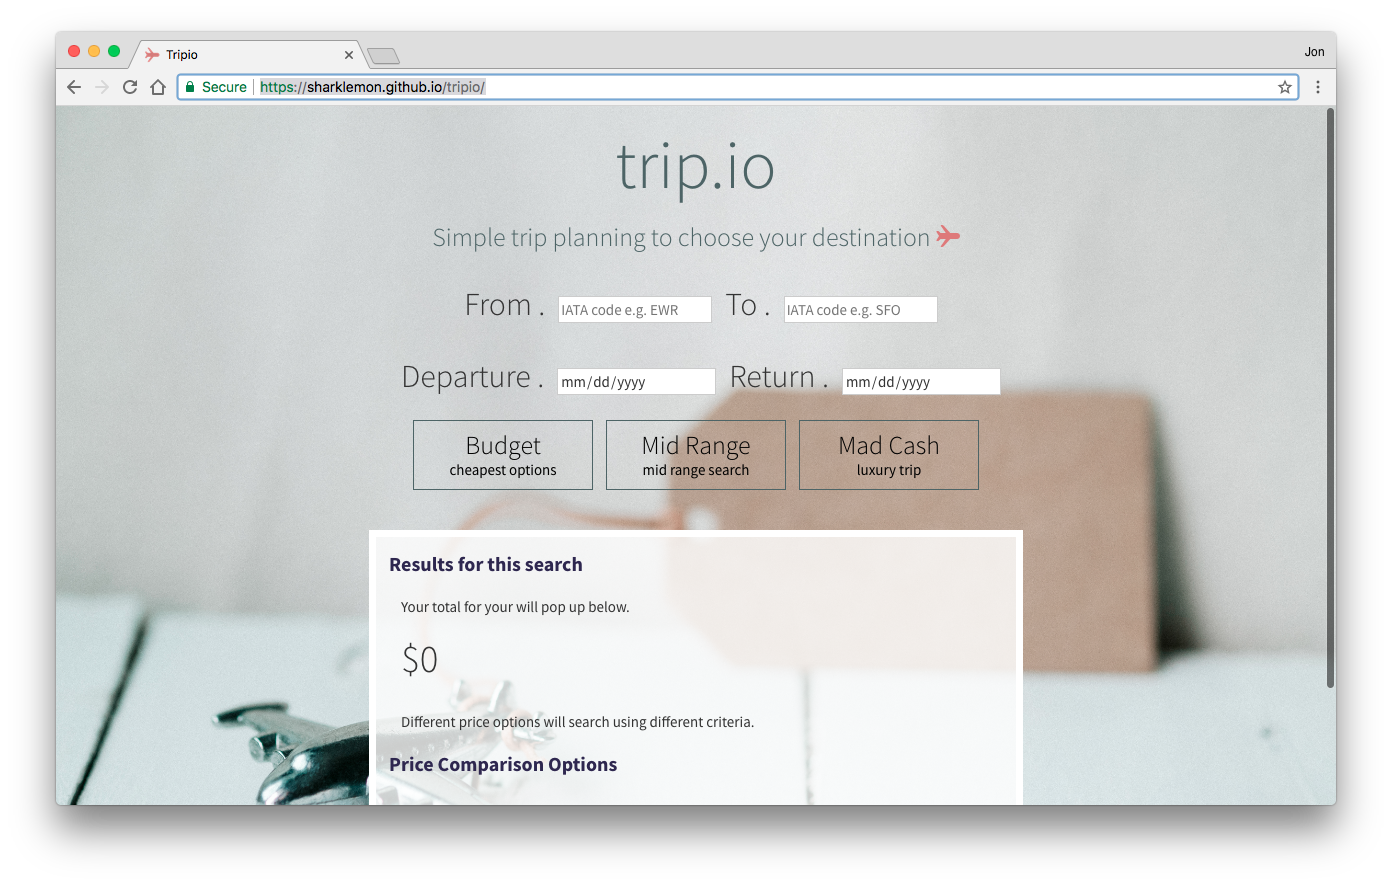 Tripio
Jon
Secure https://sharklemon.github.io/tripio/
trip.io
Simple trip planning to choose your destination
From . IATA code e.g. EWR To . IATA code e.g. SFO
Departure . mm/dd/yyyy Return . mm/dd/yyyy
Budget
cheapest options
Mid Range
mid range search
Mad Cash
luxury trip
Results for this search
Your total for your will pop up below.
$0
Different price options will search using different criteria.
Price Comparison Options